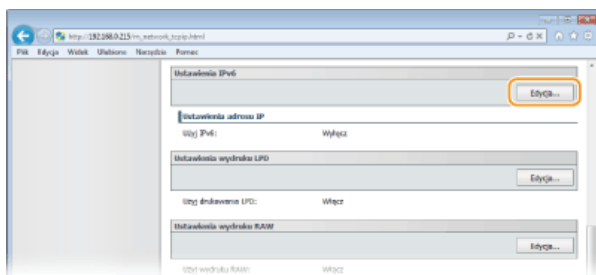 http://192.168.0.215/m_network_tcpip.html
Plik Edycja Widok Ulubione Narzędzia Pomoc
Ustawienia IPv6
Edycja...
Ustawienia adresu IP
Użyj IPv6: Wyłącz
Ustawienia wydruku LPD
Edycja...
Użyj drukowania LPD: Włącz
Ustawienia wydruku RAW
Edycja...
Użyj wydruku RAW: Włącz